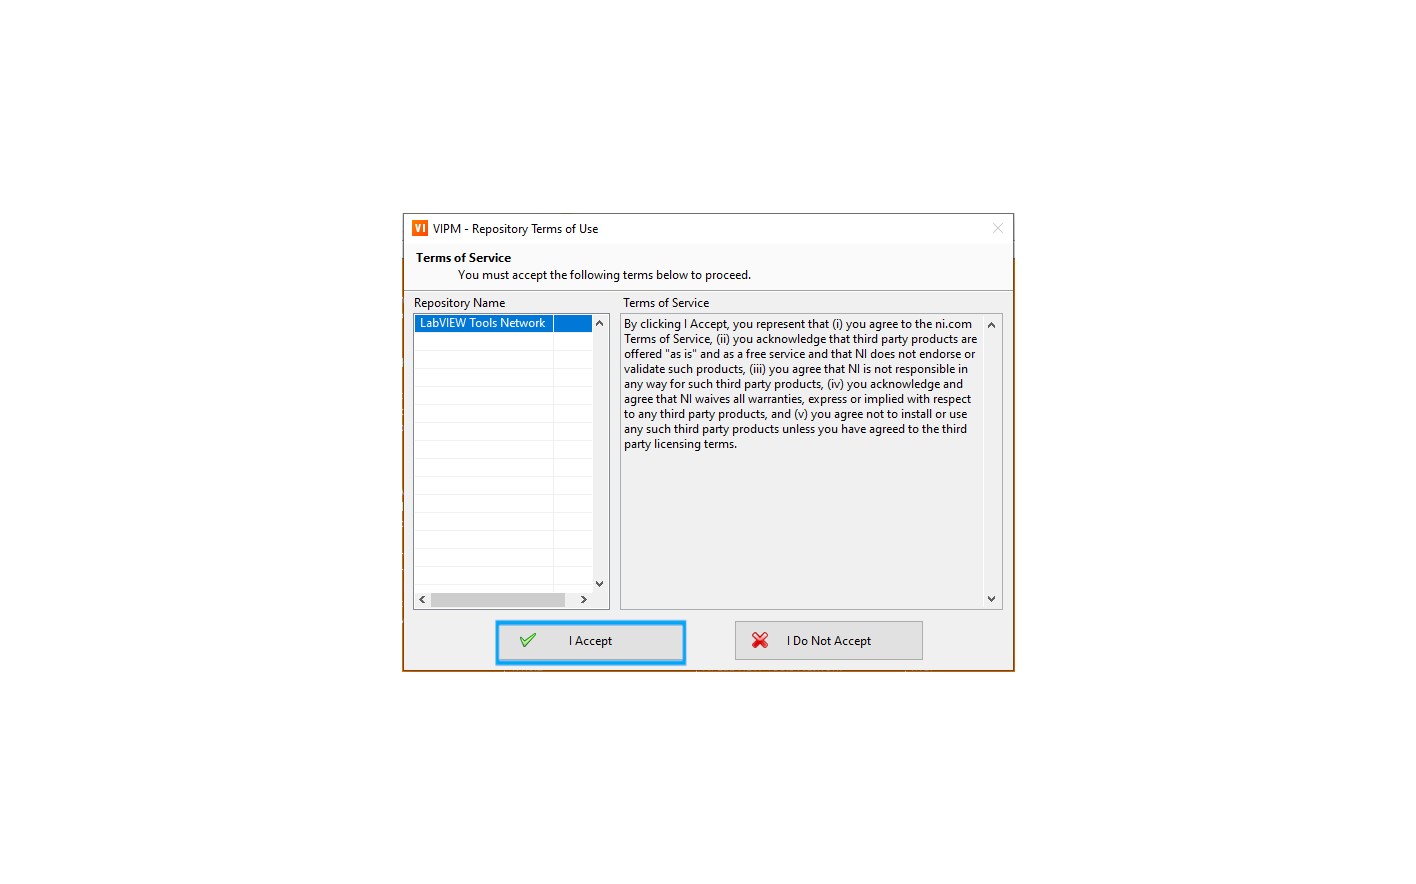 VI VIPM - Repository Terms of Use
Terms of Service
You must accept the following terms below to proceed.
Repository Name
LabVIEW Tools Network
Terms of Service
By clicking I Accept, you represent that (i) you agree to the ni.com
Terms of Service, (ii) you acknowledge that third party products are
offered "as is" and as a free service and that NI does not endorse or
validate such products, (iii) you agree that NI is not responsible in
any way for such third party products, (iv) you acknowledge and
agree that NI waives all warranties, express or implied with respect
to any third party products, and (v) you agree not to install or use
any such third party products unless you have agreed to the third
party licensing terms.
I Accept
I Do Not Accept